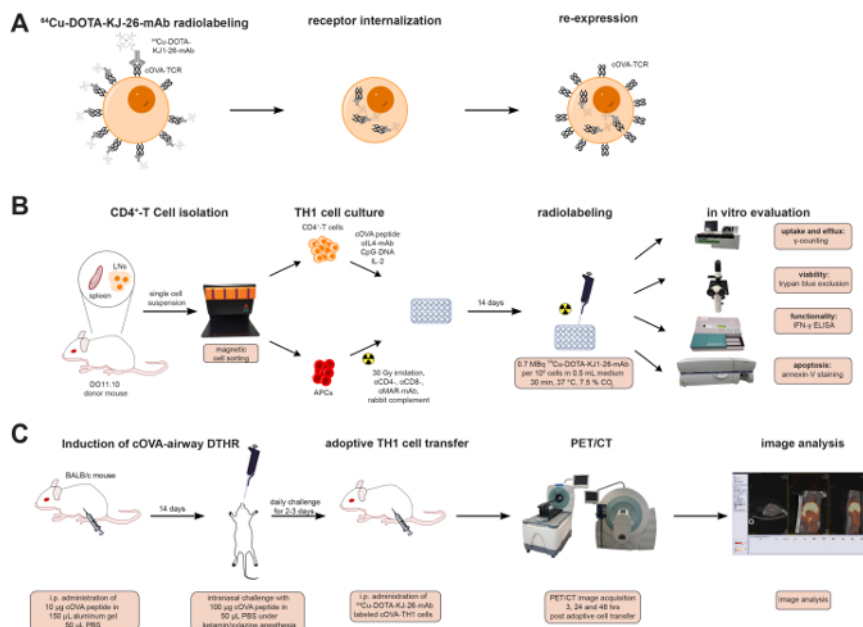 A
⁶⁴Cu-DOTA-KJ-26-mAb radiolabeling
receptor internalization
re-expression
⁶⁴Cu-DOTA-
KJ1-26-mAb
cOVA-TCR
cOVA-TCR
B
CD4⁺-T Cell isolation
TH1 cell culture
radiolabeling
in vitro evaluation
LNs
spleen
DO11.10
donor mouse
single cell
suspension
magnetic
cell sorting
CD4⁺-T cells
cOVA peptide
αIL4-mAb
CpG-DNA
IL-2
APCs
30 Gy irridation,
αCD4-, αCD8-,
αMAR-mAb,
rabbit complement
14 days
0.7 MBq ⁶⁴Cu-DOTA-KJ1-26-mAb
per 10⁶ cells in 0.5 mL medium
30 min, 37 °C, 7.5 % CO₂
uptake and efflux:
γ-counting
viability:
trypan blue exclusion
functionality:
IFN-γ ELISA
apoptosis:
annexin-V staining
C
Induction of cOVA-airway DTHR
adoptive TH1 cell transfer
PET/CT
image analysis
BALB/c mouse
14 days
daily challenge
for 2-3 days
i.p. administration of
10 µg cOVA peptide in
150 µL aluminum gel
50 µL PBS
intranasal challenge with
100 µg cOVA peptide in
50 µL PBS under
ketamin/xylazine anesthesia
i.p. administration of
⁶⁴Cu-DOTA-KJ-26-mAb
labeled cOVA-TH1 cells
PET/CT image acquisition
3, 24 and 48 hrs
post adoptive cell transfer
image analysis